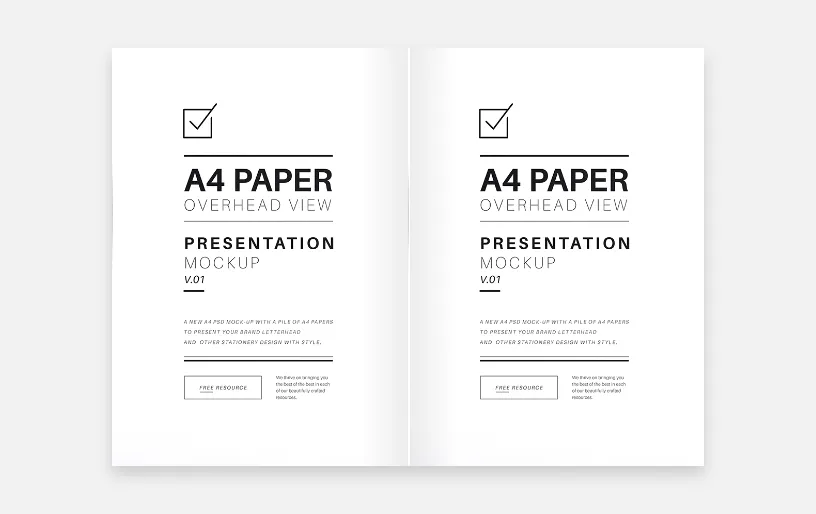 A4 PAPER
OVERHEAD VIEW
PRESENTATION
MOCKUP
V.01
A NEW A4 PSD MOCK-UP WITH A PILE OF A4 PAPERS
TO PRESENT YOUR BRAND LETTERHEAD
AND OTHER STATIONERY DESIGN WITH STYLE.
FREE RESOURCE
We thrive on bringing you
the best of the best in each
of our beautifully crafted
resources.
A4 PAPER
OVERHEAD VIEW
PRESENTATION
MOCKUP
V.01
A NEW A4 PSD MOCK-UP WITH A PILE OF A4 PAPERS
TO PRESENT YOUR BRAND LETTERHEAD
AND OTHER STATIONERY DESIGN WITH STYLE.
FREE RESOURCE
We thrive on bringing you
the best of the best in each
of our beautifully crafted
resources.